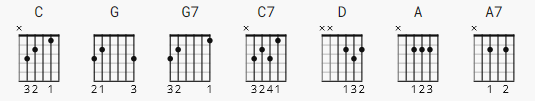 C G G7 C7 D A A7
× × ×× × ×
32 1 21 3 32 1 3241 132 123 1 2